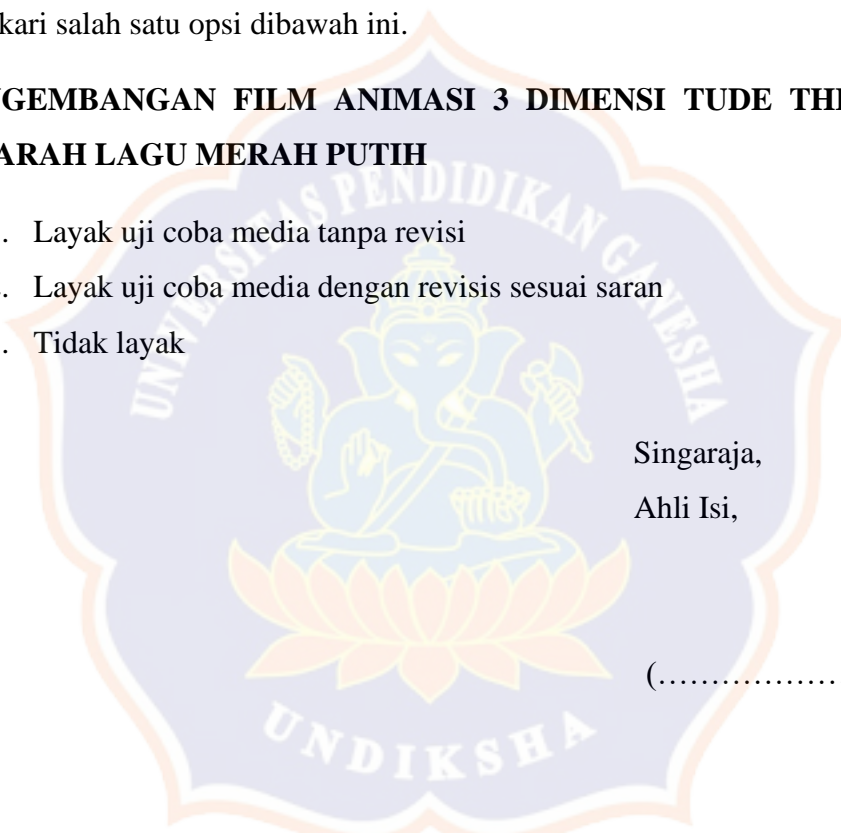 kari salah satu opsi dibawah ini.
GEMBANGAN FILM ANIMASI 3 DIMENSI TUDE
ARAH LAGU MERAH PUTIH
. Layak uji coba media tanpa revisi
. Layak uji coba media dengan revisis sesuai saran
. Tidak layak
UNIVERSITAS PENDIDIKAN GANESHA
Singaraja,
Ahli Isi,
(………………
UNDIKSHA